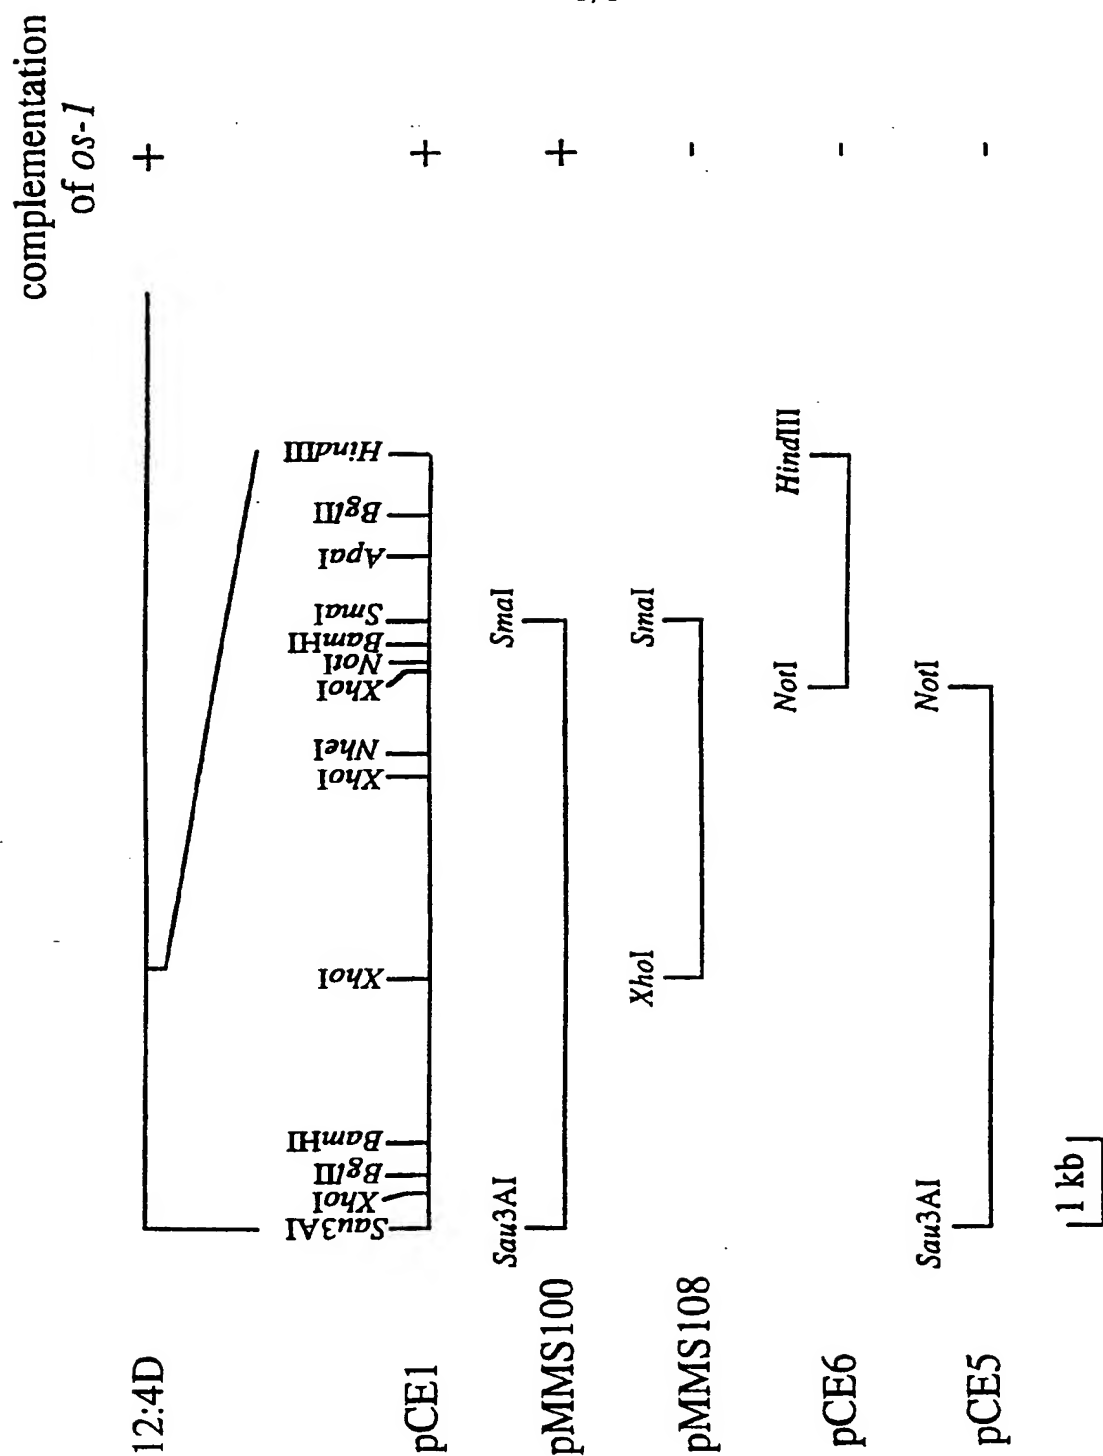 complementation
of os-1
12:4D
+
pCE1
Sau3AI
XhoI
BglII
BamHI
XhoI
XhoI
NheI
XhoI
NotI
BamHI
SmaI
ApaI
BglII
HindIII
+
pMMS100
Sau3AI
SmaI
+
pMMS108
XhoI
SmaI
-
pCE6
NotI
HindIII
-
pCE5
Sau3AI
NotI
-
1 kb